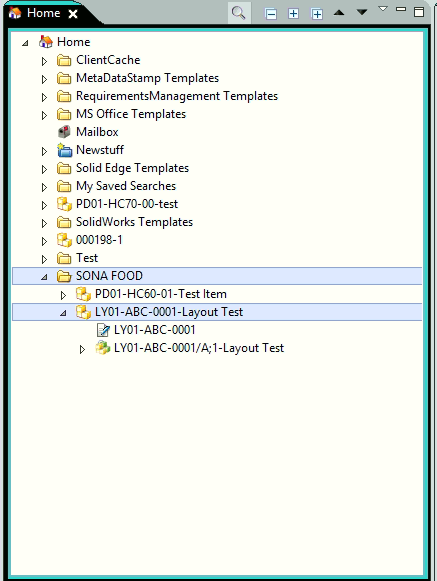 Home
Home
ClientCache
MetaDataStamp Templates
RequirementsManagement Templates
MS Office Templates
Mailbox
Newstuff
Solid Edge Templates
My Saved Searches
PD01-HC70-00-test
SolidWorks Templates
000198-1
Test
SONA FOOD
PD01-HC60-01-Test Item
LY01-ABC-0001-Layout Test
LY01-ABC-0001
LY01-ABC-0001/A;1-Layout Test